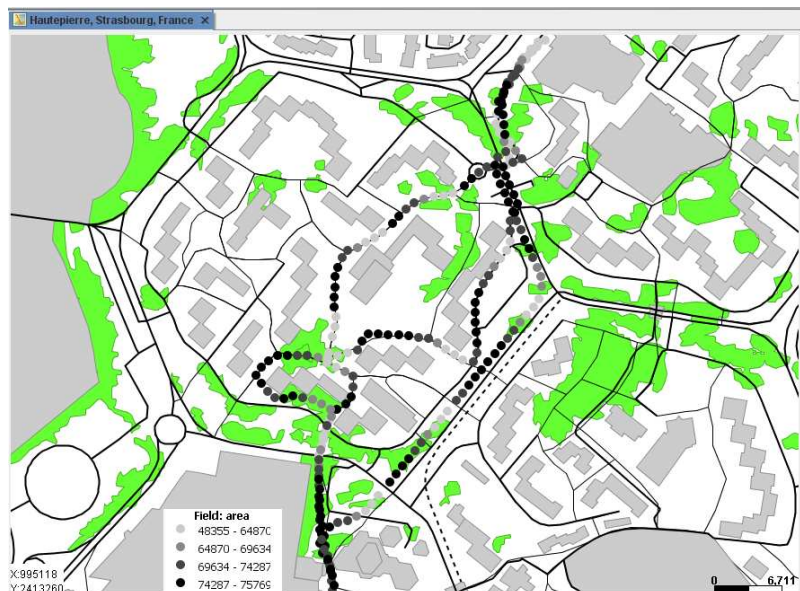 Hautepierre, Strasbourg, France
Field: area
48355 - 64870
64870 - 69634
69634 - 74287
74287 - 75769
X:995118
Y:2413260
0 6,711